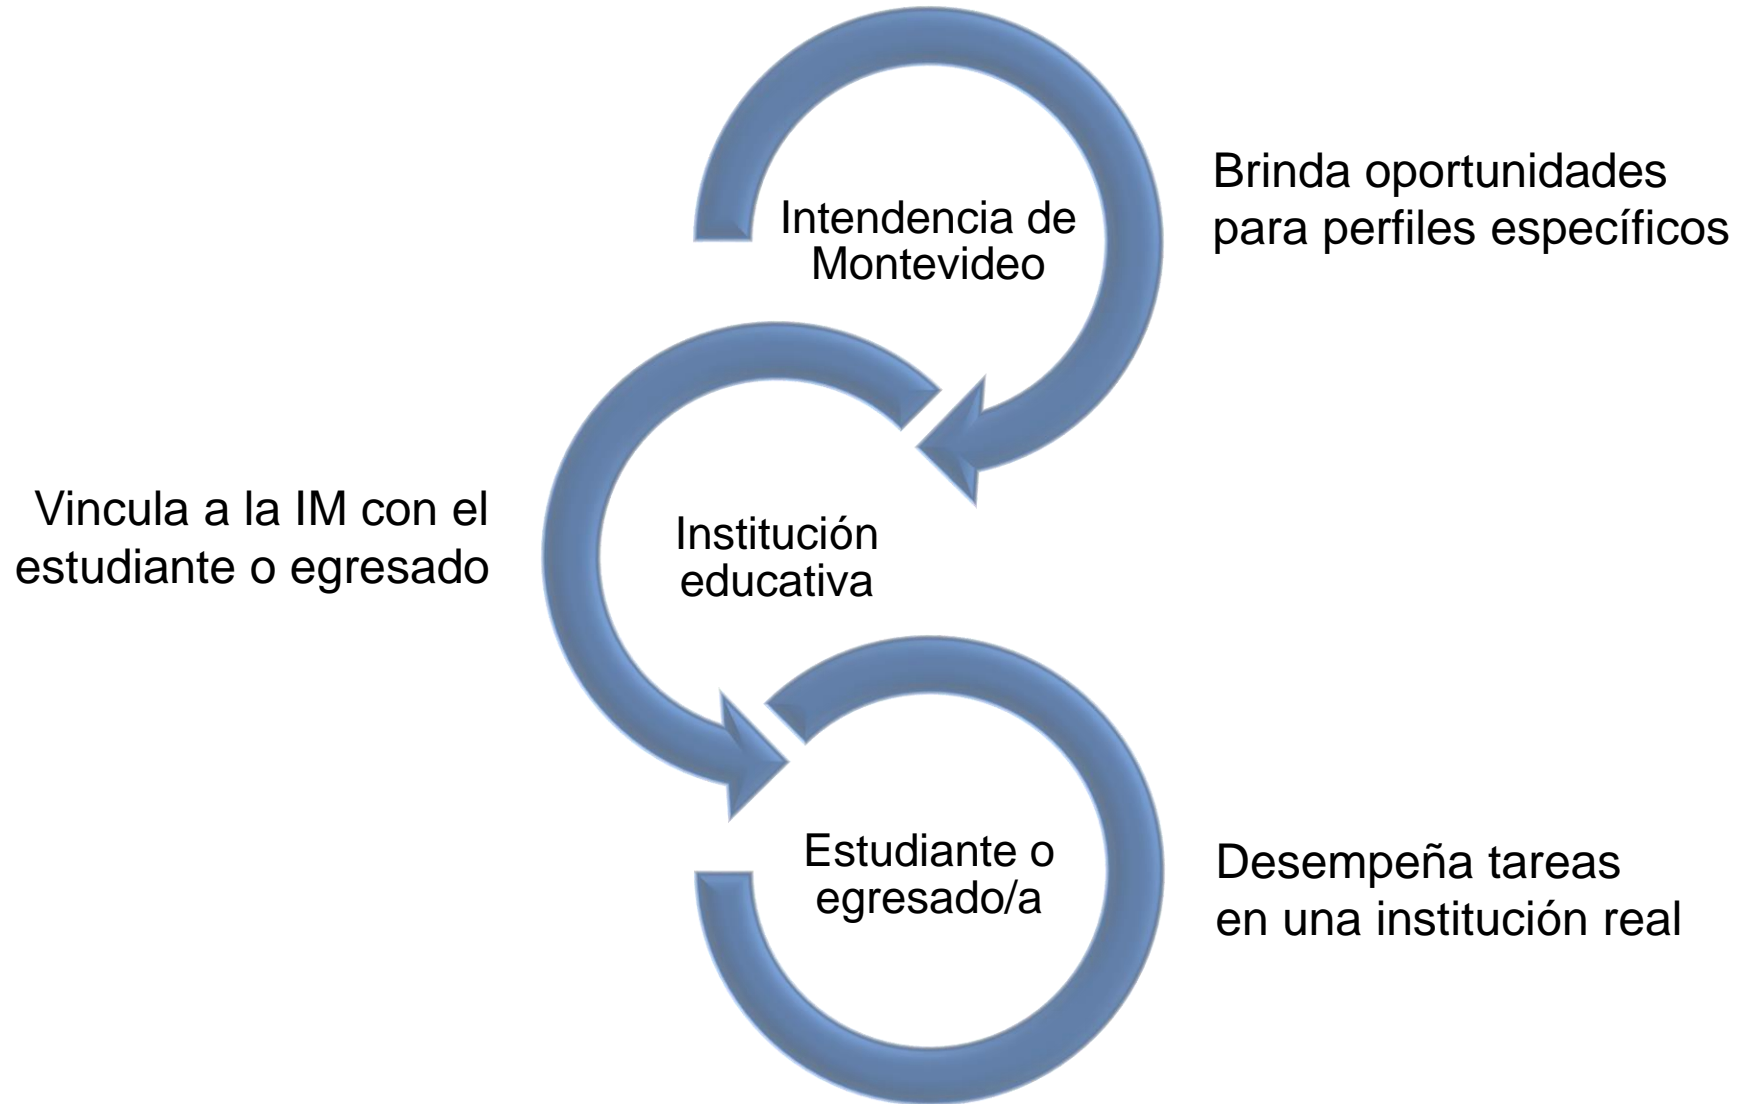 Intendencia de
Montevideo
Brinda oportunidades
para perfiles específicos
Vincula a la IM con el
estudiante o egresado
Institución
educativa
Estudiante o
egresado/a
Desempeña tareas
en una institución real